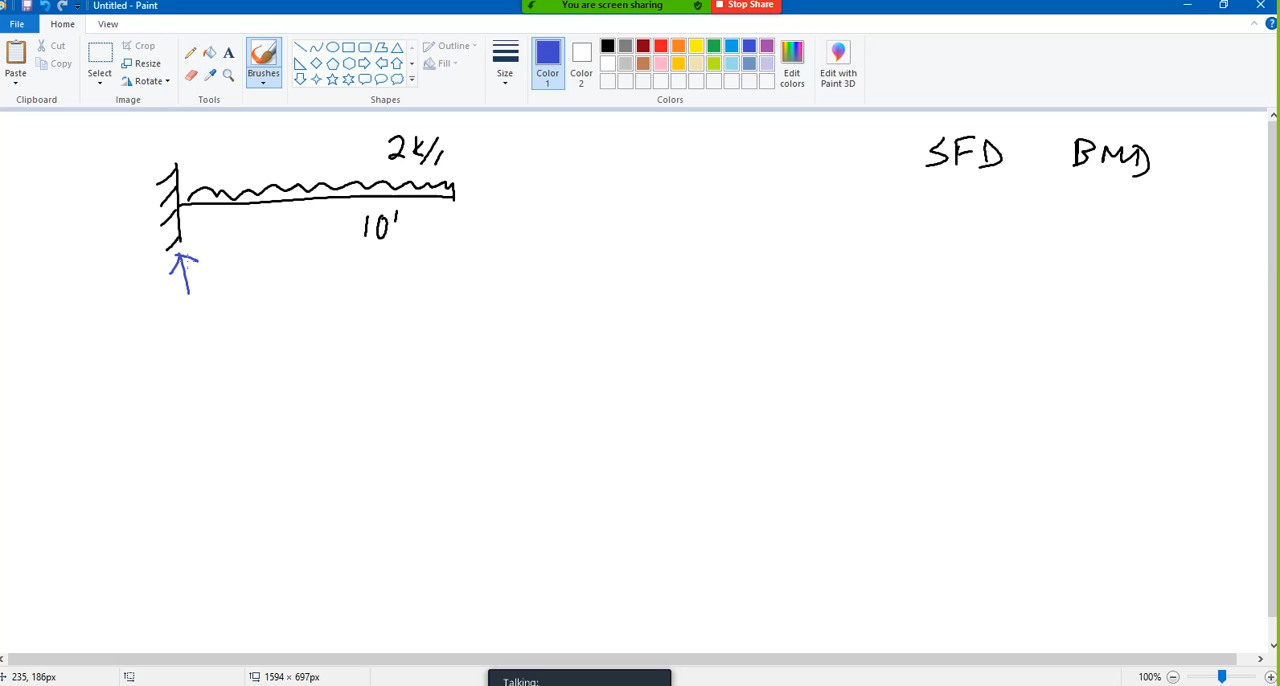 Untitled - Paint
You are screen sharing
Stop Share
File
Home
View
Paste
Cut
Copy
Clipboard
Select
Crop
Resize
Rotate
Image
Tools
Brushes
Shapes
Outline
Fill
Size
Color 1
Color 2
Colors
Edit colors
Edit with Paint 3D
2k/,
SFD BMD
10'
235, 186px
1594 × 697px
100%
Talking: